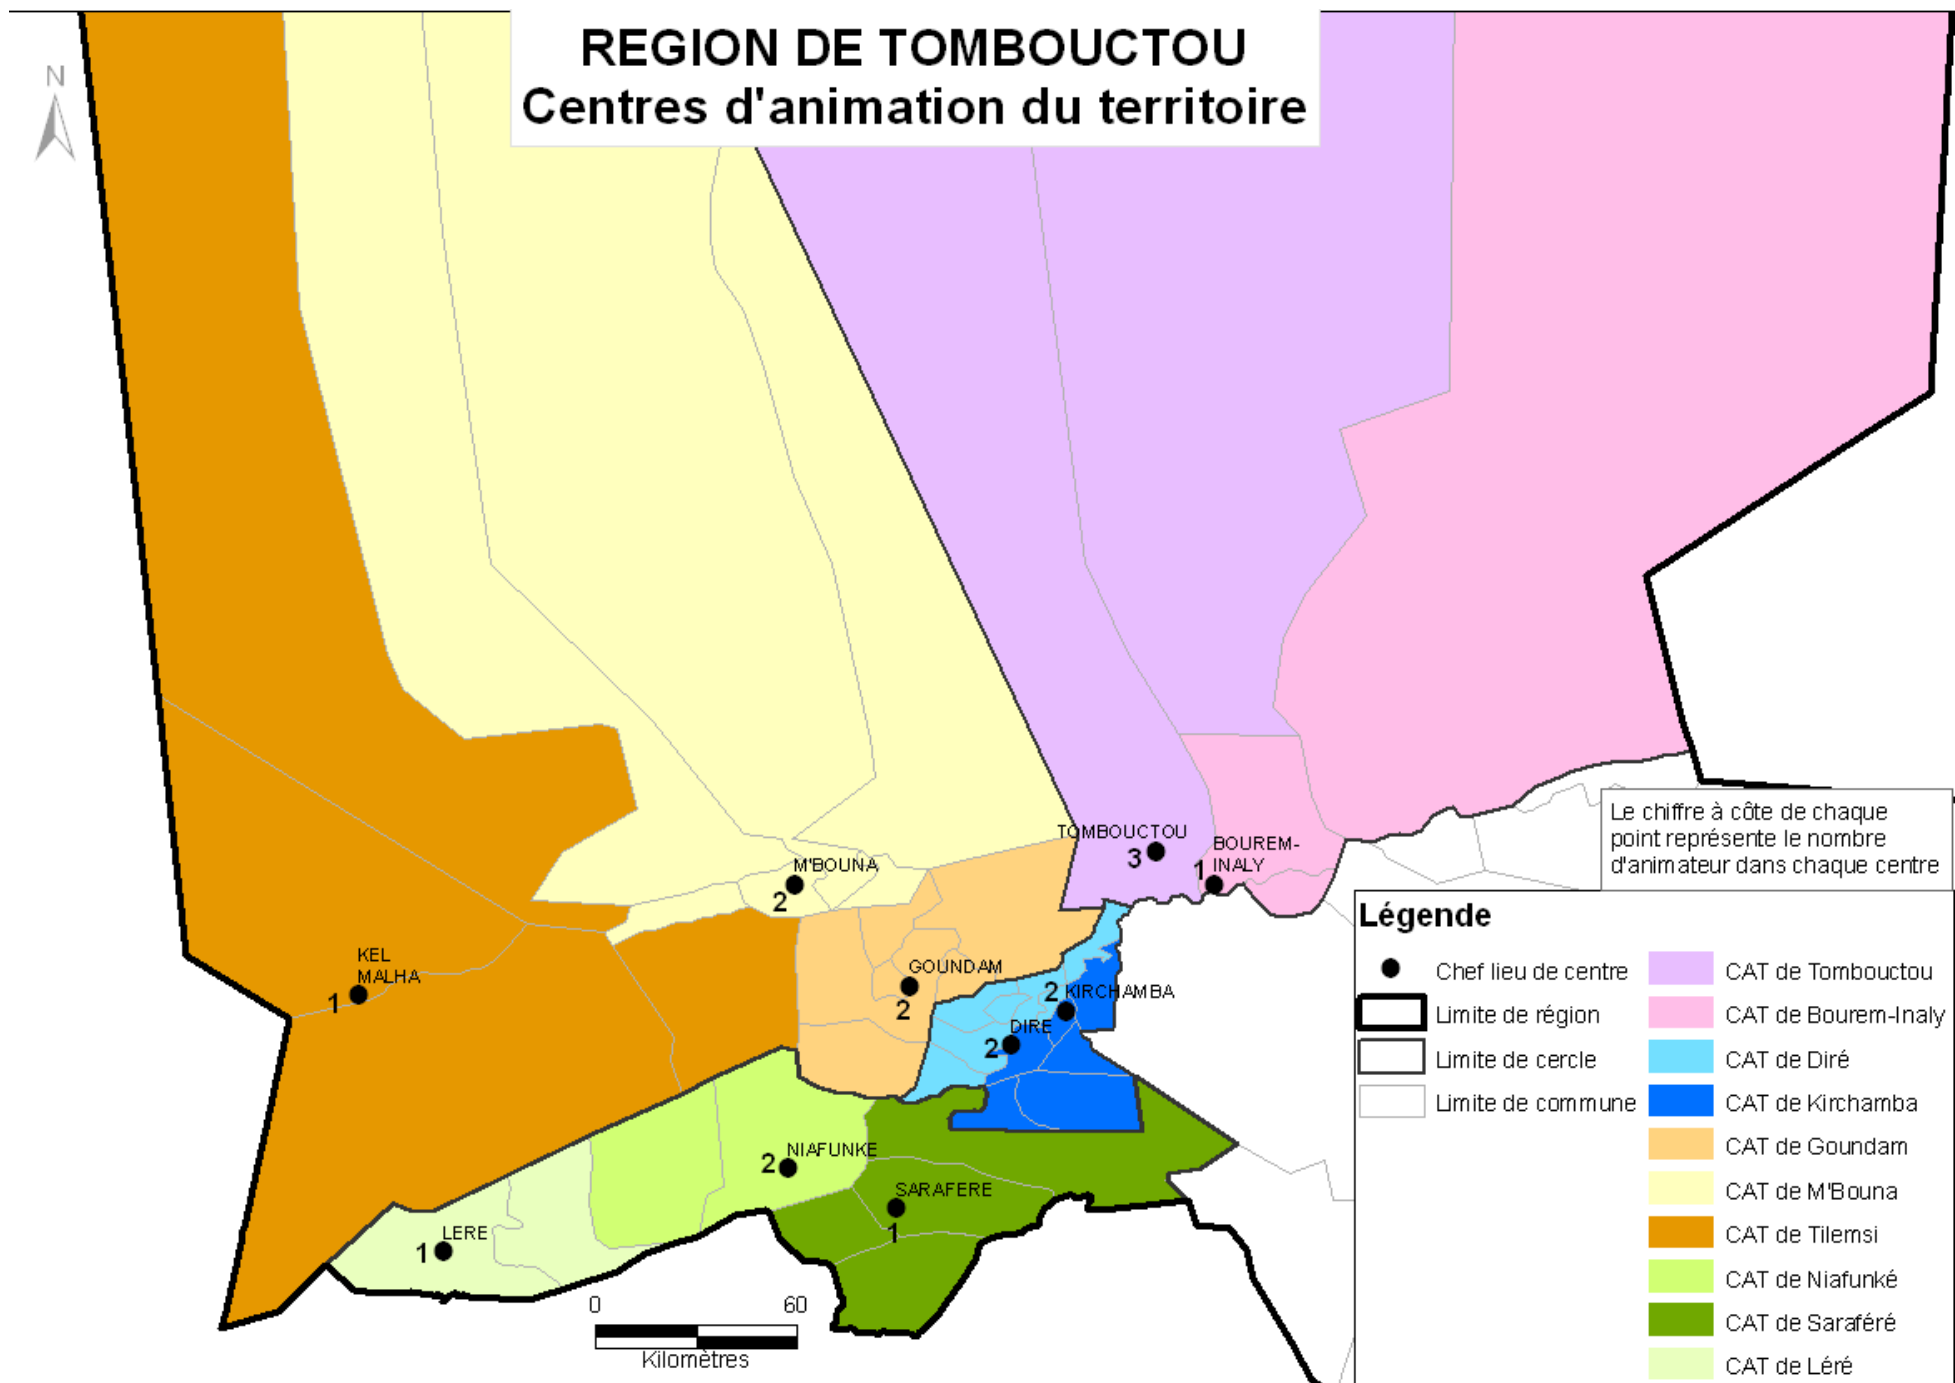 REGION DE TOMBOUCTOU
Centres d'animation du territoire
N
TOMBOUCTOU
3
BOUREM-
INALY
1
M'BOUNA
2
KEL
MALHA
1
GOUNDAM
2
2
KIRCHAMBA
DIRE
2
NIAFUNKE
2
SARAFERE
1
LERE
1
0 60
Kilomètres
Le chiffre à côte de chaque
point représente le nombre
d'animateur dans chaque centre
Légende
Chef lieu de centre
Limite de région
Limite de cercle
Limite de commune
CAT de Tombouctou
CAT de Bourem-Inaly
CAT de Diré
CAT de Kirchamba
CAT de Goundam
CAT de M'Bouna
CAT de Tilemsi
CAT de Niafunké
CAT de Saraféré
CAT de Léré